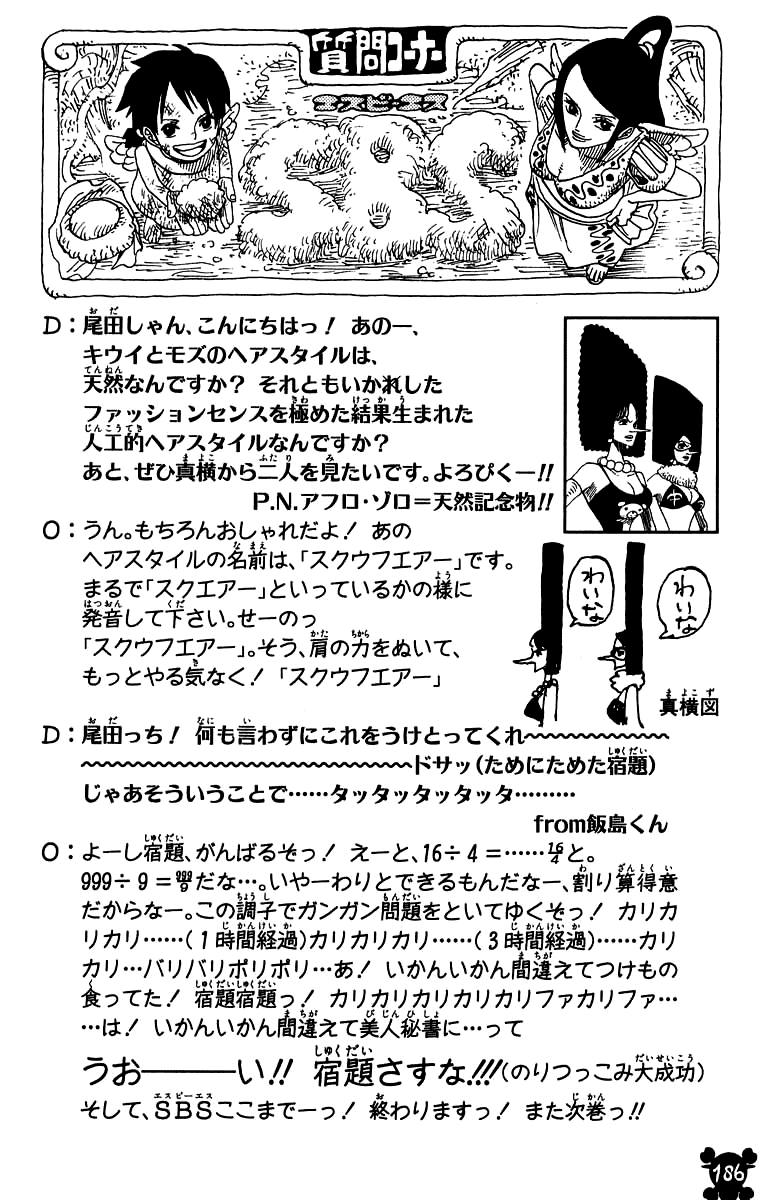 質問コーナー
エスビーエス
SBS
D：尾田しゃん、こんにちはっ！ あのー、
キウイとモズのヘアスタイルは、
天然なんですか？ それともいかれした
ファッションセンスを極めた結果生まれた
人工的ヘアスタイルなんですか？
あと、ぜひ真横から二人を見たいです。よろぴくー!!
P.N.アフロ・ゾロ＝天然記念物!!
O：うん。もちろんおしゃれだよ！ あの
ヘアスタイルの名前は、「スクウフエアー」です。
まるで「スクエアー」といっているかの様に
発音して下さい。せーのっ
「スクウフエアー」。そう、肩の力をぬいて、
もっとやる気なく！ 「スクウフエアー」
わいな
わいな
真横図
D：尾田っち！ 何も言わずにこれをうけとってくれ〜〜〜〜〜〜〜〜
〜〜〜〜〜〜〜〜〜〜〜〜〜〜〜〜〜ドサッ（ためにためた宿題）
じゃあそういうことで……タッタッタッタッタ………
from飯島くん
O：よーし宿題、がんばるぞっ！ えーと、16÷4＝……16/4と。
999÷9＝999/9だな…。いやーわりとできるもんだなー、割り算得意
だからなー。この調子でガンガン問題をといてゆくぞっ！ カリカ
リカリ……（1時間経過）カリカリカリ……（3時間経過）……カリ
カリ…バリバリポリポリ…あ！ いかんいかん間違えてつけもの
食ってた！ 宿題宿題っ！ カリカリカリカリカリファカリファ…
…は！ いかんいかん間違えて美人秘書に…って
うお―――い!! 宿題さすな!!!（のりつっこみ大成功）
そして、SBSここまでーっ！ 終わりますっ！ また次巻っ!!
186